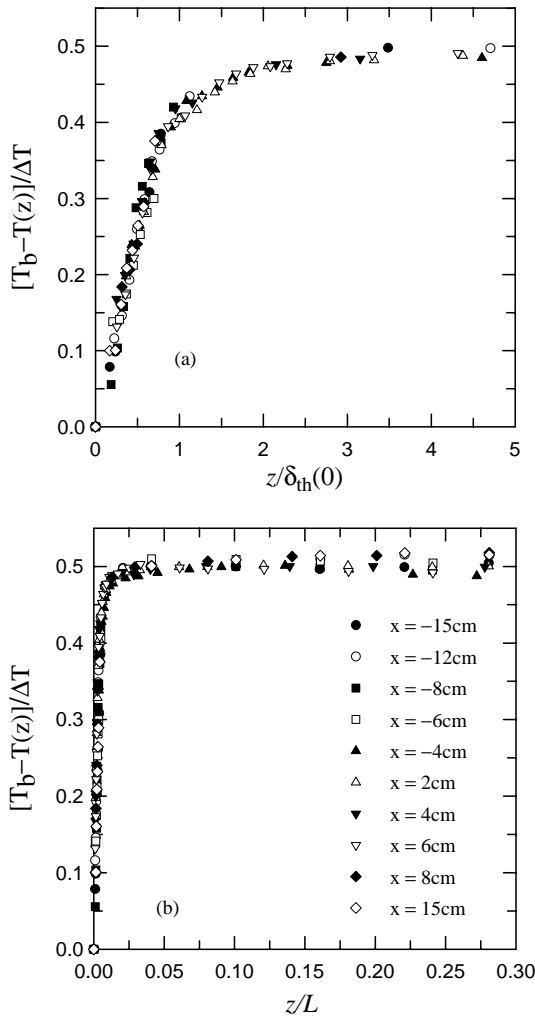 0.5
0.4
0.3
0.2
0.1
0.0
[Tb−T(z)]/ΔT
(a)
0 1 2 3 4 5
z/δth(0)
0.5
0.4
0.3
0.2
0.1
0.0
[Tb−T(z)]/ΔT
x = −15cm
x = −12cm
x = −8cm
x = −6cm
x = −4cm
x = 2cm
x = 4cm
x = 6cm
x = 8cm
x = 15cm
(b)
0.00 0.05 0.10 0.15 0.20 0.25 0.30
z/L